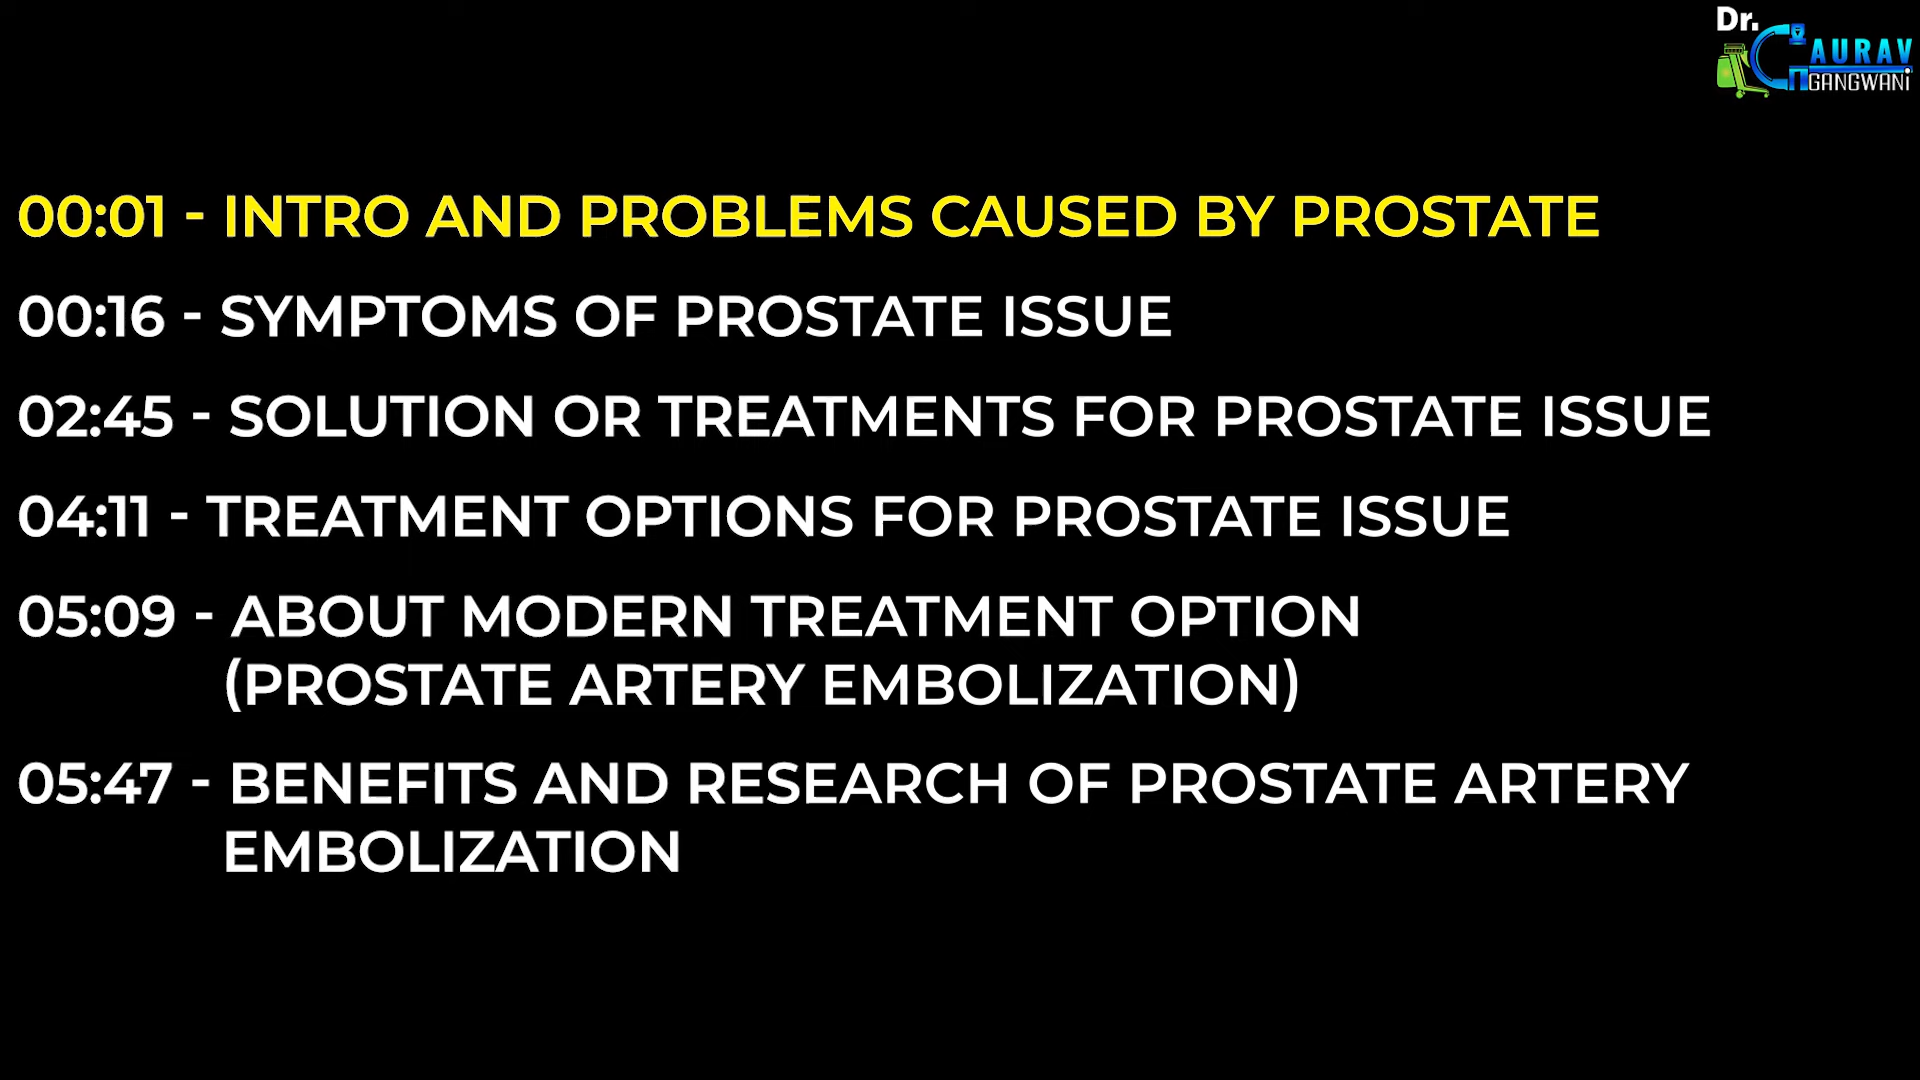 Dr.
GAURAV
GANGWANi
00:01 - INTRO AND PROBLEMS CAUSED BY PROSTATE
00:16 - SYMPTOMS OF PROSTATE ISSUE
02:45 - SOLUTION OR TREATMENTS FOR PROSTATE ISSUE
04:11 - TREATMENT OPTIONS FOR PROSTATE ISSUE
05:09 - ABOUT MODERN TREATMENT OPTION
(PROSTATE ARTERY EMBOLIZATION)
05:47 - BENEFITS AND RESEARCH OF PROSTATE ARTERY
EMBOLIZATION